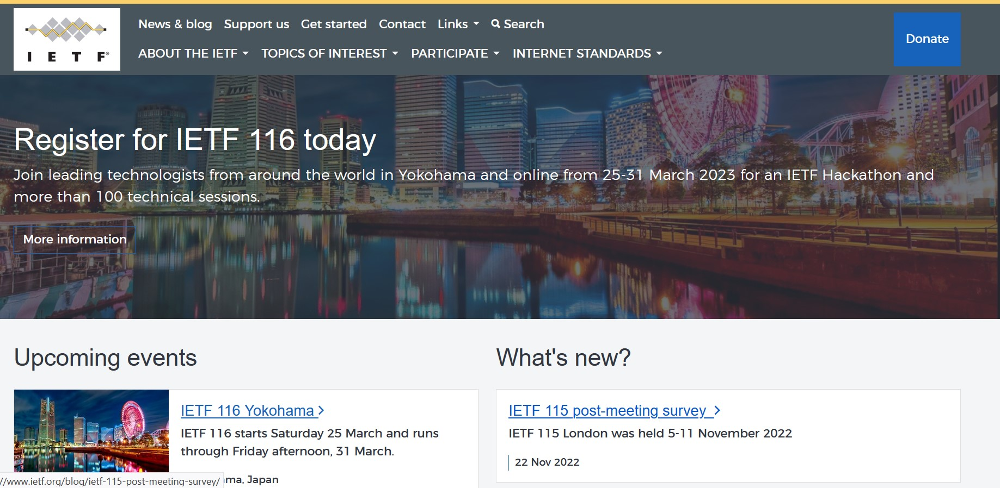 IETF®
News & blog Support us Get started Contact Links Search
Donate
ABOUT THE IETF TOPICS OF INTEREST PARTICIPATE INTERNET STANDARDS
Register for IETF 116 today
Join leading technologists from around the world in Yokohama and online from 25-31 March 2023 for an IETF Hackathon and
more than 100 technical sessions.
More information
Upcoming events
IETF 116 Yokohama
IETF 116 starts Saturday 25 March and runs
through Friday afternoon, 31 March.
ma, Japan
What's new?
IETF 115 post-meeting survey
IETF 115 London was held 5-11 November 2022
22 Nov 2022
//www.ietf.org/blog/ietf-115-post-meeting-survey/